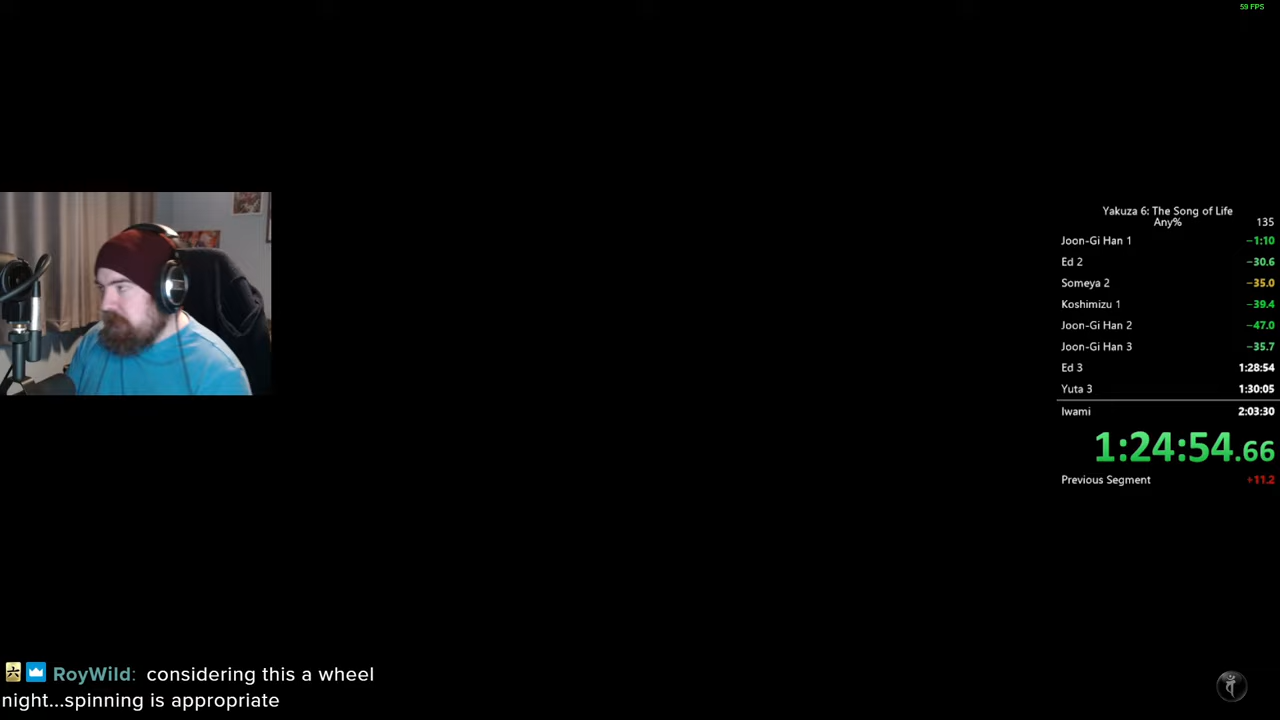 59 FPS
Yakuza 6: The Song of Life
Any% 135
Joon-Gi Han 1 −1:10
Ed 2 −30.6
Someya 2 −35.0
Koshimizu 1 −39.4
Joon-Gi Han 2 −47.0
Joon-Gi Han 3 −35.7
Ed 3 1:28:54
Yuta 3 1:30:05
Iwami 2:03:30
1:24:54.66
Previous Segment +11.2
六 RoyWild: considering this a wheel
night...spinning is appropriate